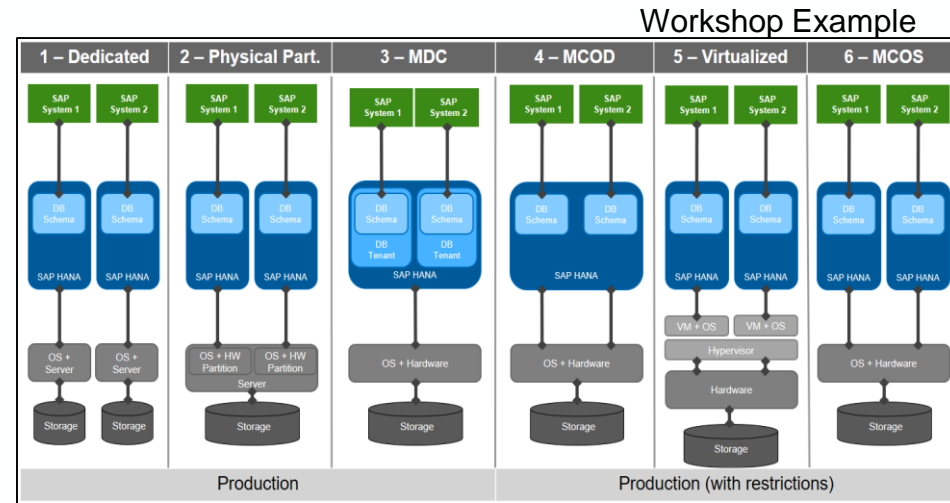 Workshop Example
1 – Dedicated
2 – Physical Part.
3 – MDC
4 – MCOD
5 – Virtualized
6 – MCOS
SAP
System 1
SAP
System 2
DB
Schema
DB
Schema
SAP HANA
SAP HANA
OS +
Server
OS +
Server
Storage
Storage
SAP
System 1
SAP
System 2
DB
Schema
DB
Schema
SAP HANA
SAP HANA
OS + HW
Partition
OS + HW
Partition
Server
Storage
SAP
System 1
SAP
System 2
DB
Schema
DB
Schema
DB
Tenant
DB
Tenant
SAP HANA
OS + Hardware
Storage
SAP
System 1
SAP
System 2
DB
Schema
DB
Schema
SAP HANA
OS + Hardware
Storage
SAP
System 1
SAP
System 2
DB
Schema
DB
Schema
SAP HANA
SAP HANA
VM + OS
VM + OS
Hypervisor
Hardware
Storage
SAP
System 1
SAP
System 2
DB
Schema
DB
Schema
SAP HANA
SAP HANA
OS + Hardware
Storage
Production
Production (with restrictions)